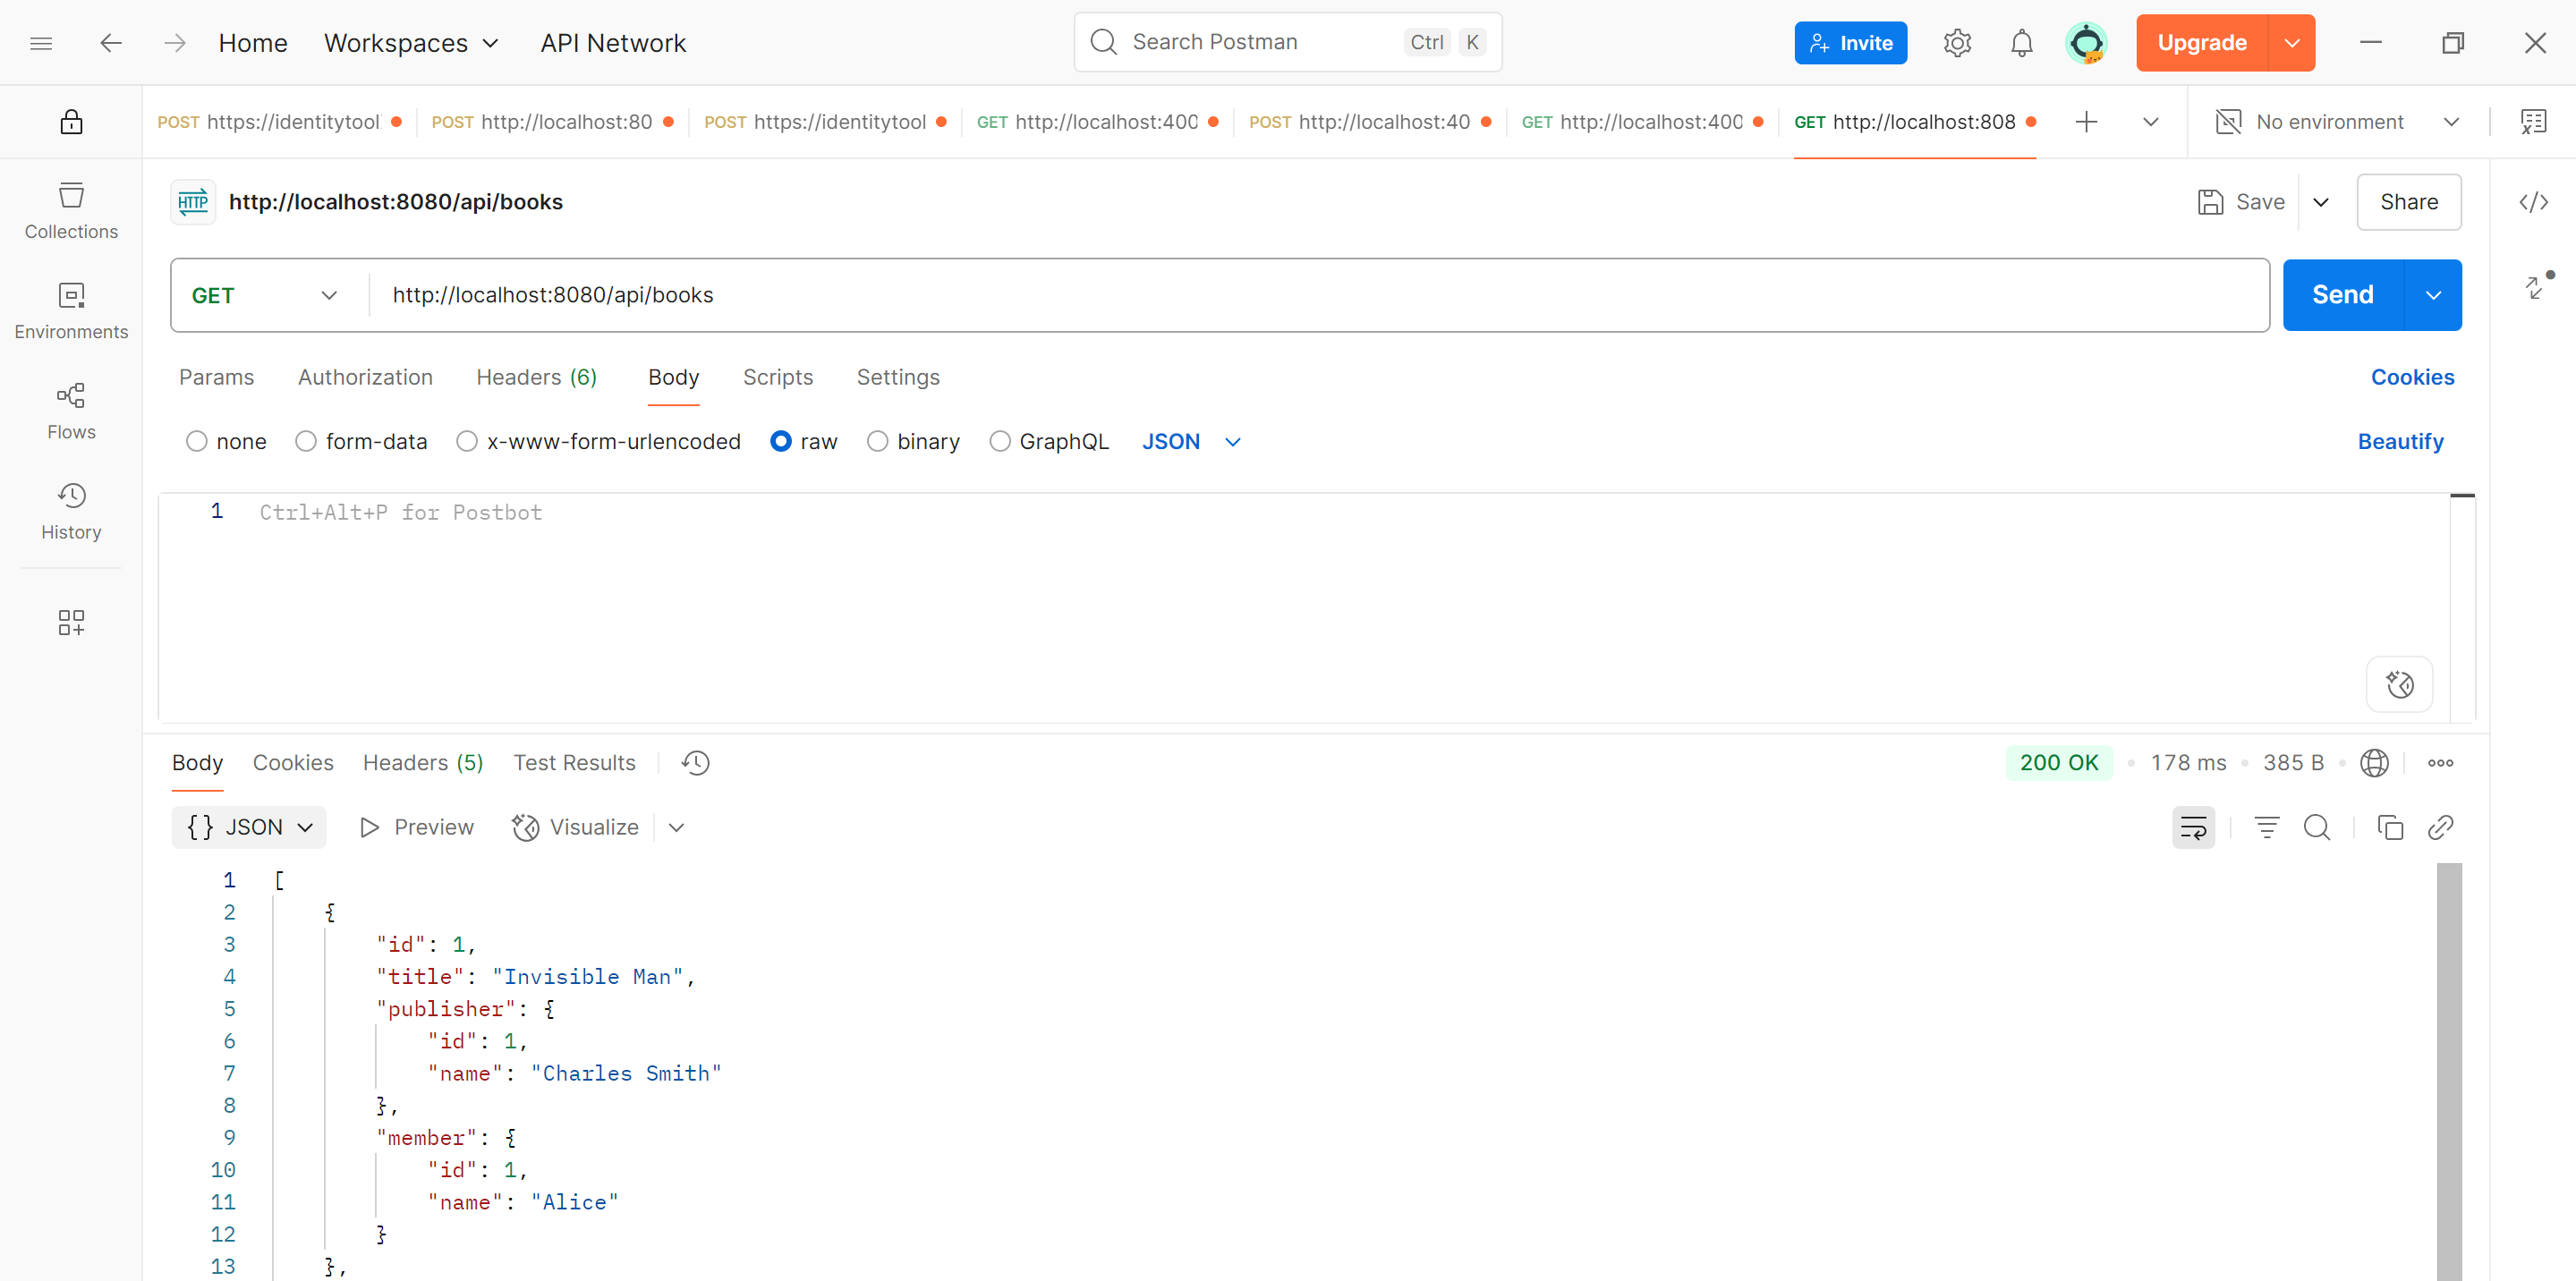 Home Workspaces API Network Search Postman Ctrl K Invite Upgrade
POST https://identitytool POST http://localhost:80 POST https://identitytool GET http://localhost:400 POST http://localhost:40 GET http://localhost:400 GET http://localhost:808 No environment
HTTP http://localhost:8080/api/books Save Share
Collections
GET http://localhost:8080/api/books Send
Environments
Params Authorization Headers (6) Body Scripts Settings Cookies
Flows
none form-data x-www-form-urlencoded raw binary GraphQL JSON Beautify
1 Ctrl+Alt+P for Postbot
History
Body Cookies Headers (5) Test Results 200 OK • 178 ms • 385 B •
{} JSON Preview Visualize
1 [
2 {
3 "id": 1,
4 "title": "Invisible Man",
5 "publisher": {
6 "id": 1,
7 "name": "Charles Smith"
8 },
9 "member": {
10 "id": 1,
11 "name": "Alice"
12 }
13 },